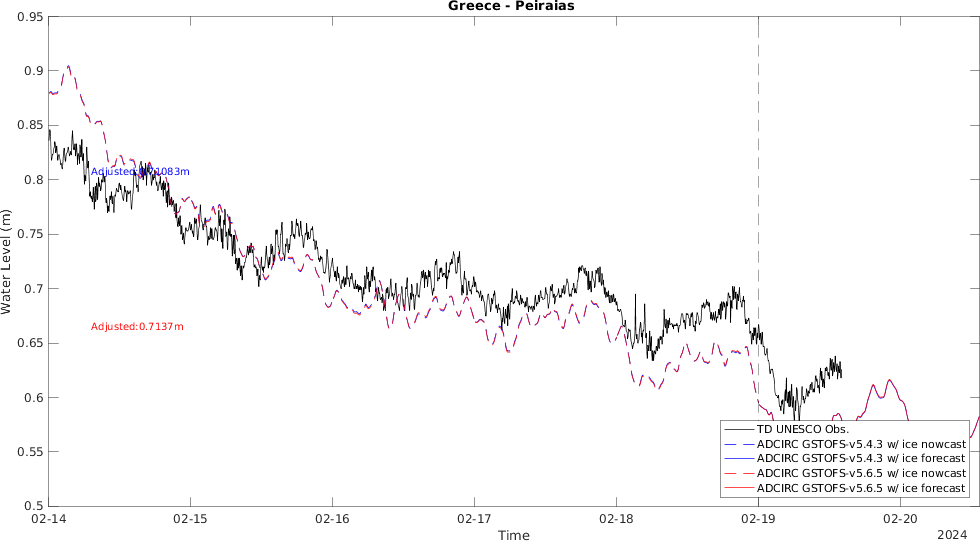 Greece - Peiraias
0.95
0.9
0.85
0.8
0.75
0.7
0.65
0.6
0.55
0.5
Water Level (m)
Adjusted:0.7137m
TD UNESCO Obs.
ADCIRC GSTOFS-v5.4.3 w/ ice nowcast
ADCIRC GSTOFS-v5.4.3 w/ ice forecast
ADCIRC GSTOFS-v5.6.5 w/ ice nowcast
ADCIRC GSTOFS-v5.6.5 w/ ice forecast
02-14 02-15 02-16 02-17 02-18 02-19 02-20
Time
2024